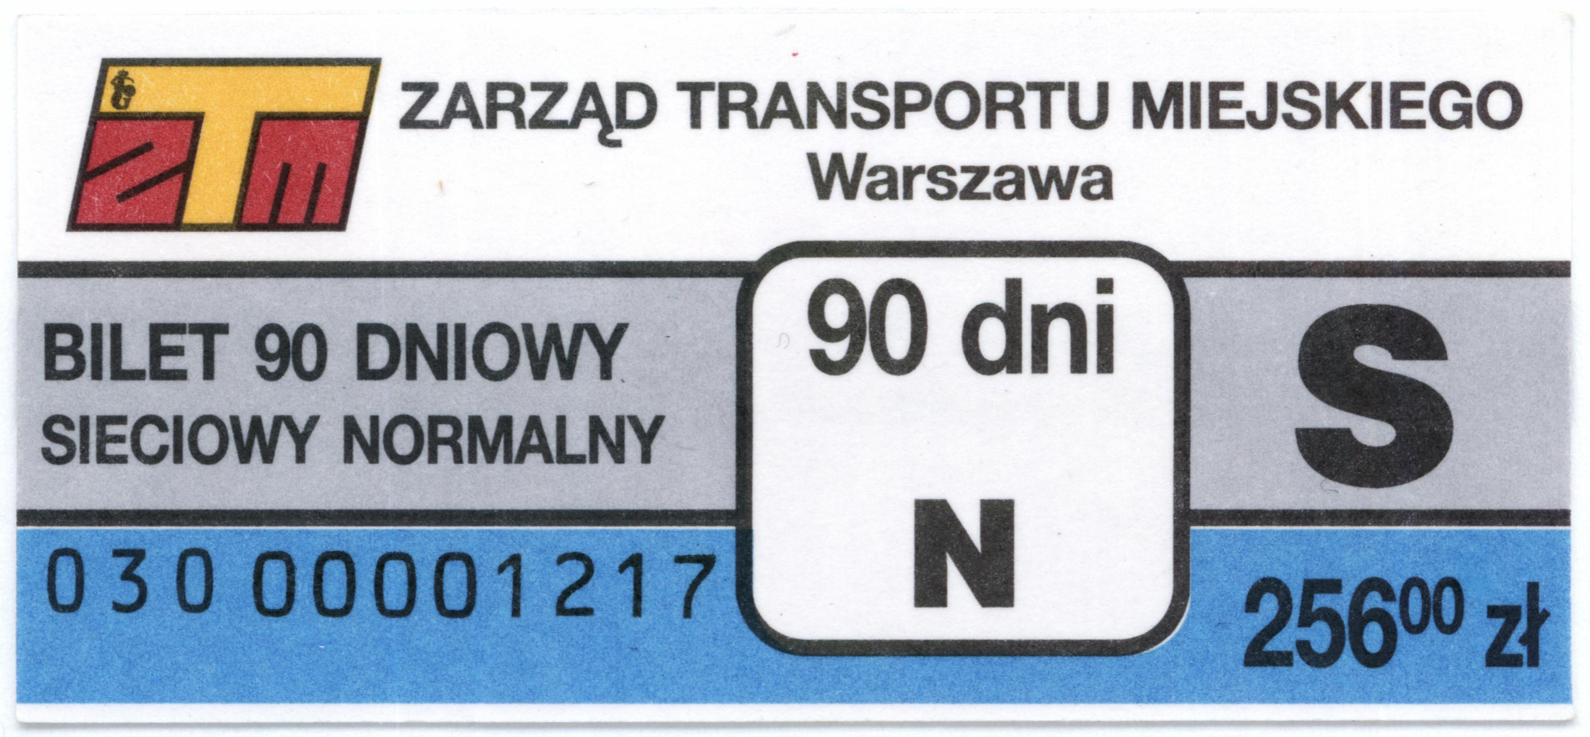 ZTM
ZARZĄD TRANSPORTU MIEJSKIEGO
Warszawa
BILET 90 DNIOWY
SIECIOWY NORMALNY
90 dni
N
S
030 00001217
256⁰⁰ zł